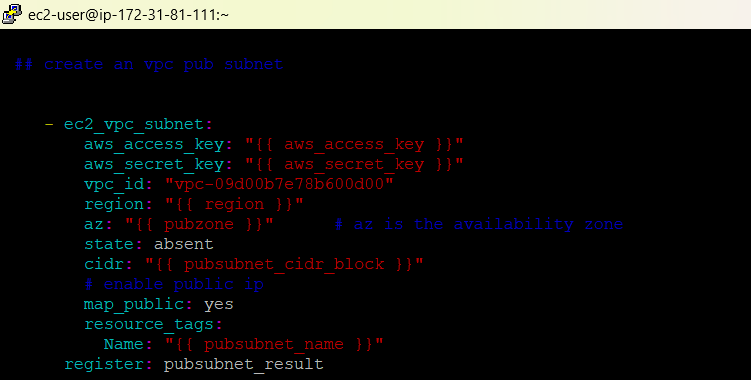 ec2-user@ip-172-31-81-111:~
## create an vpc pub subnet
- ec2_vpc_subnet:
aws_access_key: "{{ aws_access_key }}"
aws_secret_key: "{{ aws_secret_key }}"
vpc_id: "vpc-09d00b7e78b600d00"
region: "{{ region }}"
az: "{{ pubzone }}" # az is the availability zone
state: absent
cidr: "{{ pubsubnet_cidr_block }}"
# enable public ip
map_public: yes
resource_tags:
Name: "{{ pubsubnet_name }}"
register: pubsubnet_result